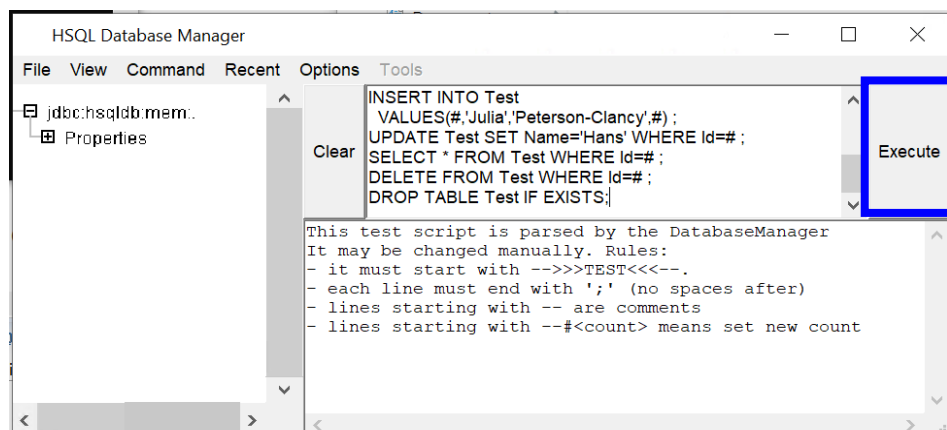 HSQL Database Manager
File View Command Recent Options Tools
jdbc:hsqldb:mem:.
Properties
Clear
INSERT INTO Test
VALUES(#,'Julia','Peterson-Clancy',#) ;
UPDATE Test SET Name='Hans' WHERE Id=# ;
SELECT * FROM Test WHERE Id=# ;
DELETE FROM Test WHERE Id=# ;
DROP TABLE Test IF EXISTS;
Execute
This test script is parsed by the DatabaseManager
It may be changed manually. Rules:
- it must start with -->>>TEST<<<--.
- each line must end with ';' (no spaces after)
- lines starting with -- are comments
- lines starting with --#<count> means set new count